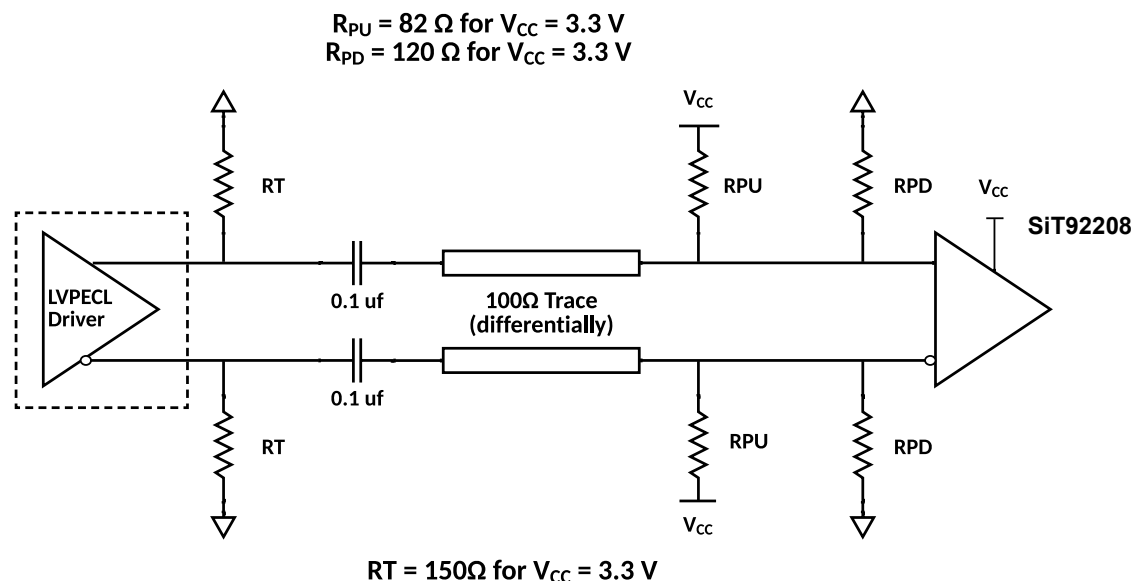 R_PU = 82 Ω for V_CC = 3.3 V
R_PD = 120 Ω for V_CC = 3.3 V
V_CC
RT
RPU
RPD
V_CC
SiT92208
LVPECL
Driver
0.1 uf
100Ω Trace
(differentially)
0.1 uf
RT
RPU
RPD
V_CC
RT = 150Ω for V_CC = 3.3 V